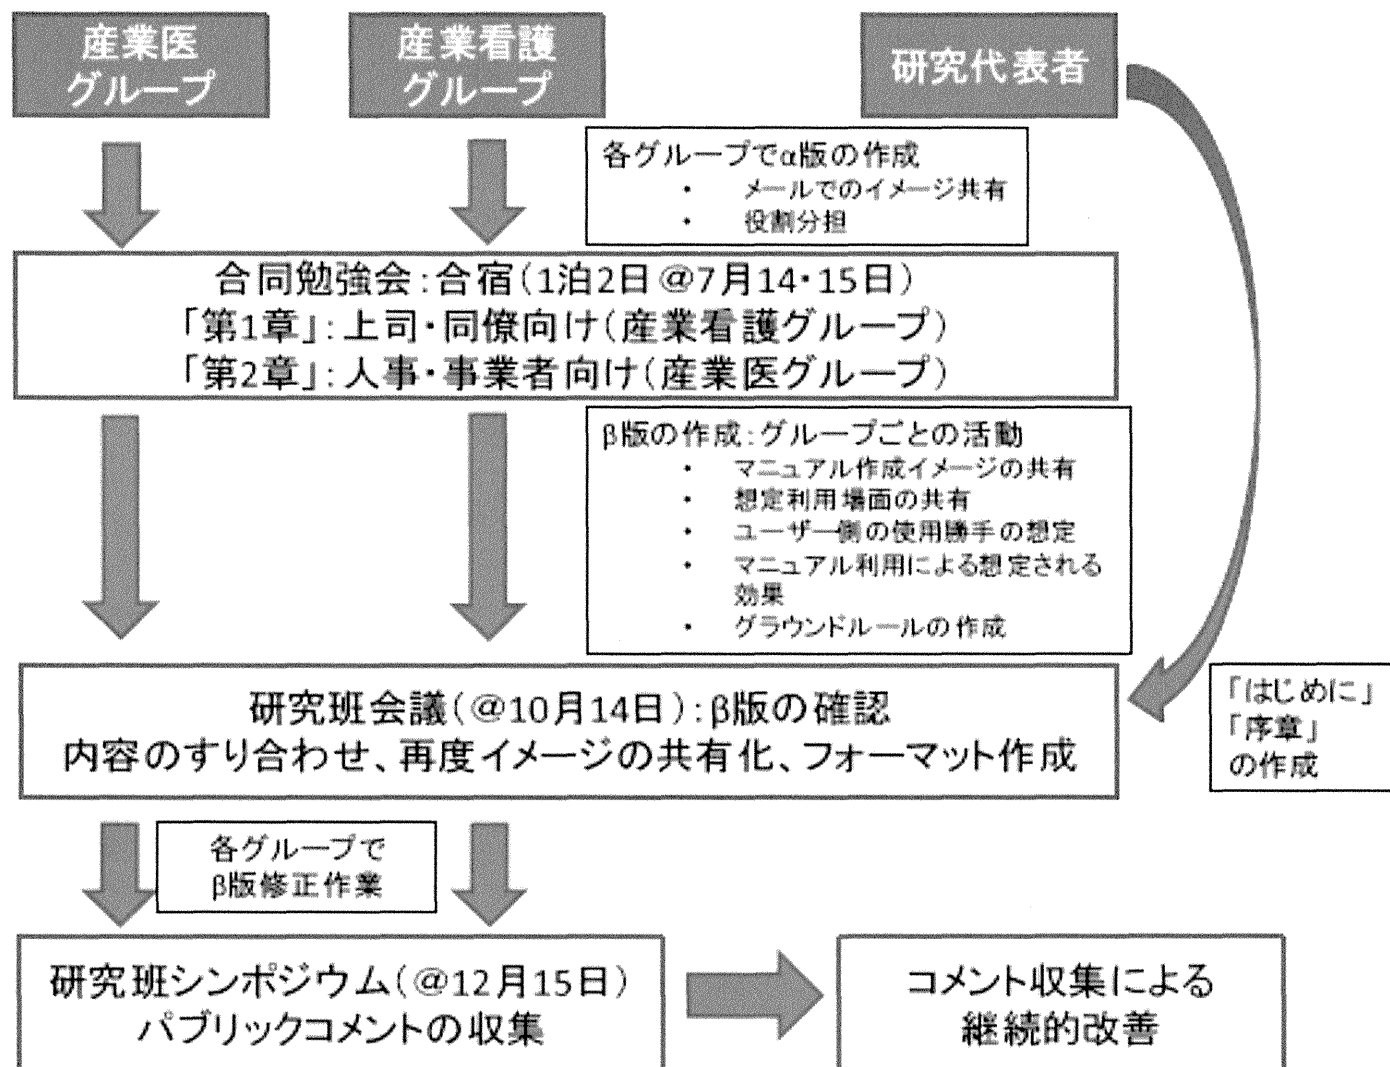 産業医
グループ
産業看護
グループ
研究代表者
各グループでα版の作成
・ メールでのイメージ共有
・ 役割分担
合同勉強会:合宿(1泊2日@7月14・15日)
「第1章」:上司・同僚向け(産業看護グループ)
「第2章」:人事・事業者向け(産業医グループ)
β版の作成:グループごとの活動
・ マニュアル作成イメージの共有
・ 想定利用場面の共有
・ ユーザー側の使用勝手の想定
・ マニュアル利用による想定される
効果
・ グラウンドルールの作成
研究班会議(@10月14日):β版の確認
内容のすり合わせ、再度イメージの共有化、フォーマット作成
「はじめに」
「序章」
の作成
各グループで
β版修正作業
研究班シンポジウム(@12月15日)
パブリックコメントの収集
コメント収集による
継続的改善